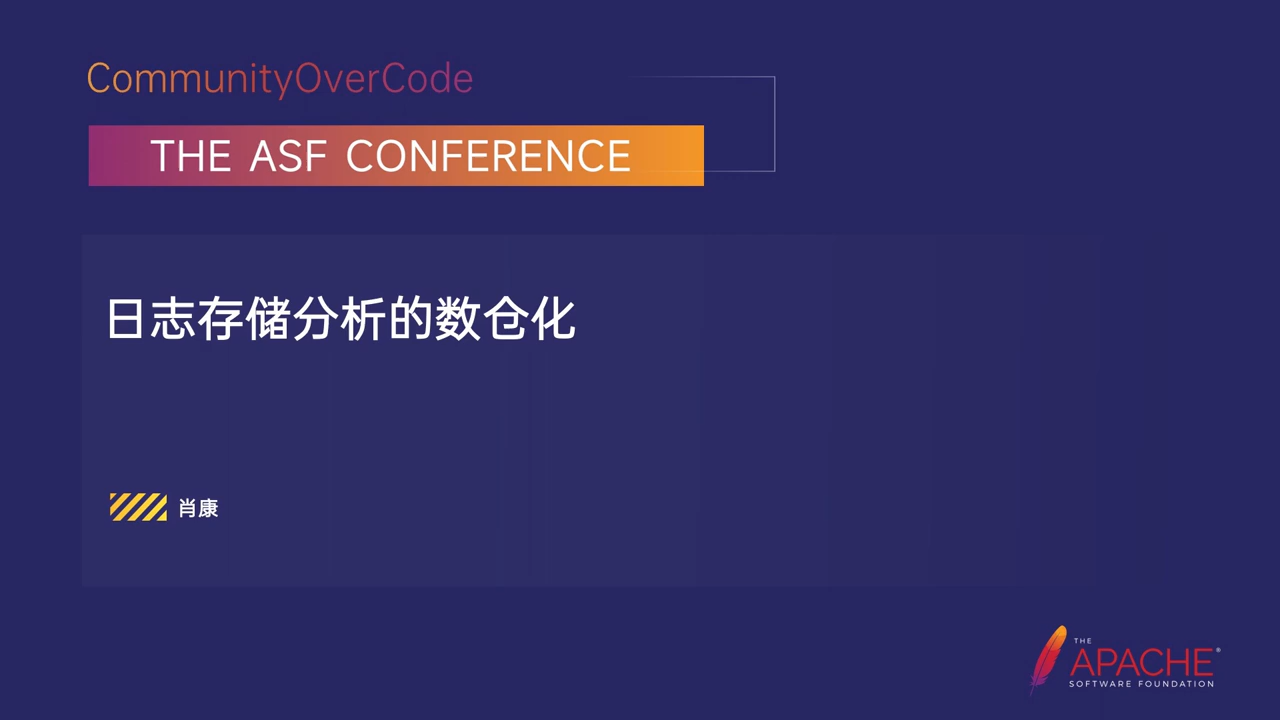 CommunityOverCode
THE ASF CONFERENCE
日志存储分析的数仓化
肖康
THE
APACHE®
SOFTWARE FOUNDATION